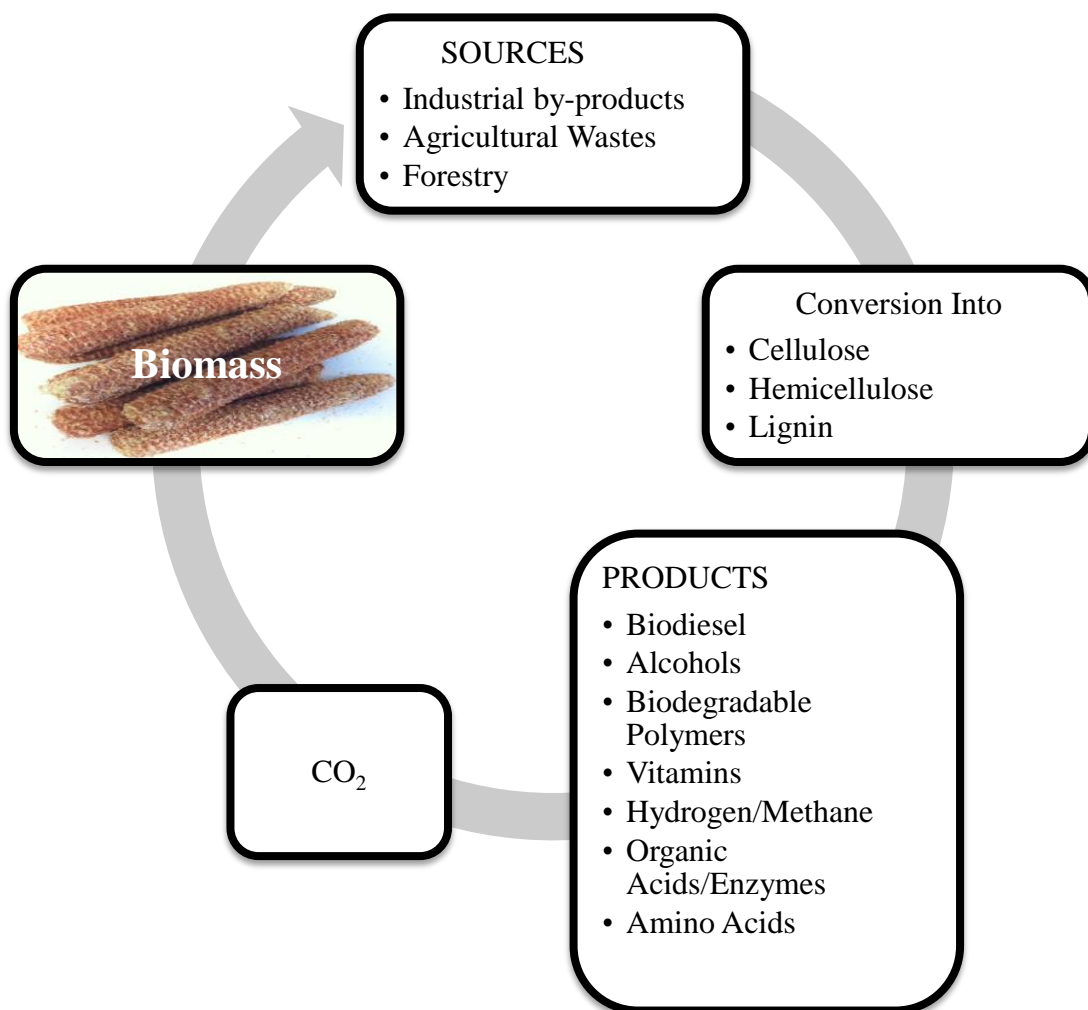 SOURCES
• Industrial by-products
• Agricultural Wastes
• Forestry
Biomass
Conversion Into
• Cellulose
• Hemicellulose
• Lignin
PRODUCTS
• Biodiesel
• Alcohols
• Biodegradable
Polymers
• Vitamins
• Hydrogen/Methane
• Organic
Acids/Enzymes
• Amino Acids
CO₂